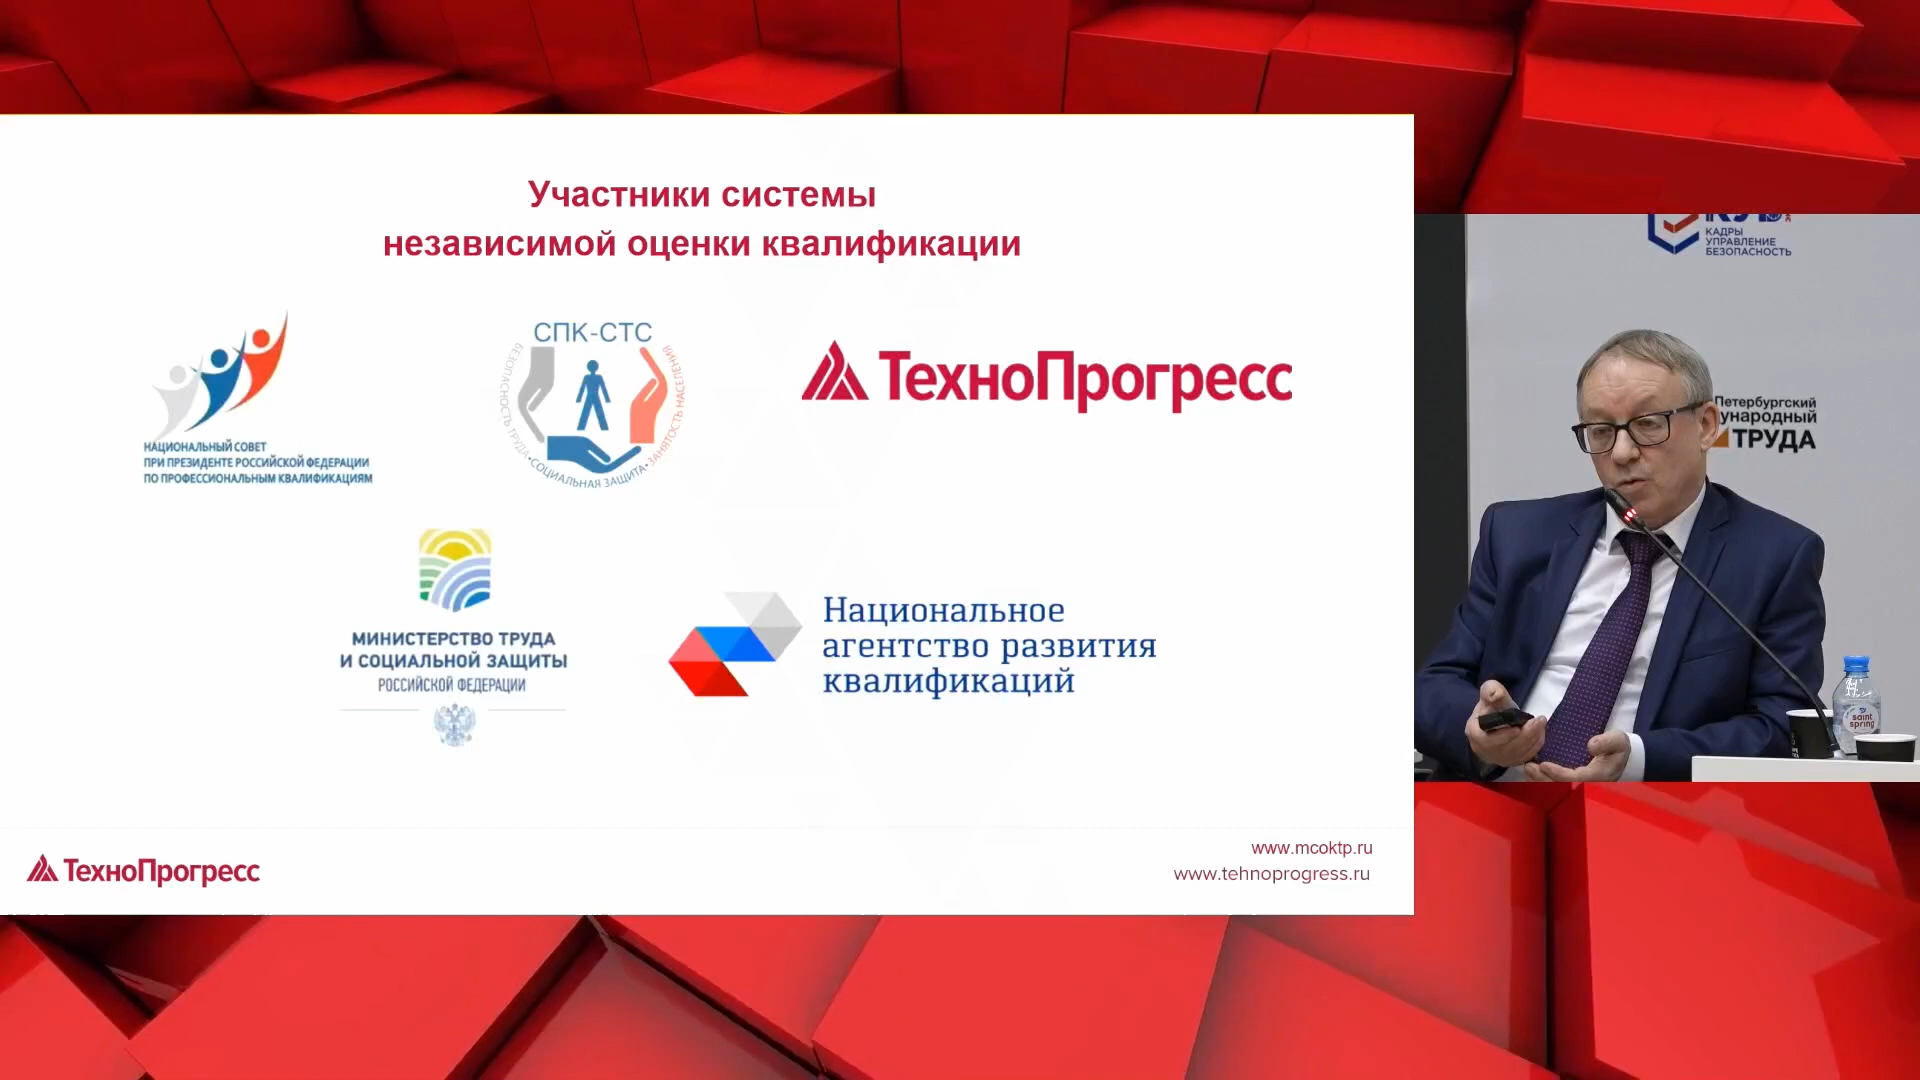 Участники системы
независимой оценки квалификации
НАЦИОНАЛЬНЫЙ СОВЕТ
ПРИ ПРЕЗИДЕНТЕ РОССИЙСКОЙ ФЕДЕРАЦИИ
ПО ПРОФЕССИОНАЛЬНЫМ КВАЛИФИКАЦИЯМ
СПК-СТС
БЕЗОПАСНОСТЬ ТРУДА • СОЦИАЛЬНАЯ ЗАЩИТА • ЗАНЯТОСТЬ НАСЕЛЕНИЯ
ТехноПрогресс
МИНИСТЕРСТВО ТРУДА
И СОЦИАЛЬНОЙ ЗАЩИТЫ
РОССИЙСКОЙ ФЕДЕРАЦИИ
Национальное
агентство развития
квалификаций
ТехноПрогресс
www.mcoktp.ru
www.tehnoprogress.ru
КАДРЫ
УПРАВЛЕНИЕ
БЕЗОПАСНОСТЬ
Петербургский
ународный
ТРУДА
saint
spring